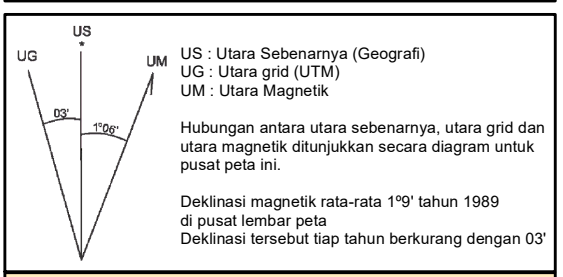 US
UG
UM
03'
1°06'
US : Utara Sebenarnya (Geografi)
UG : Utara grid (UTM)
UM : Utara Magnetik
Hubungan antara utara sebenarnya, utara grid dan
utara magnetik ditunjukkan secara diagram untuk
pusat peta ini.
Deklinasi magnetik rata-rata 1º9' tahun 1989
di pusat lembar peta
Deklinasi tersebut tiap tahun berkurang dengan 03'